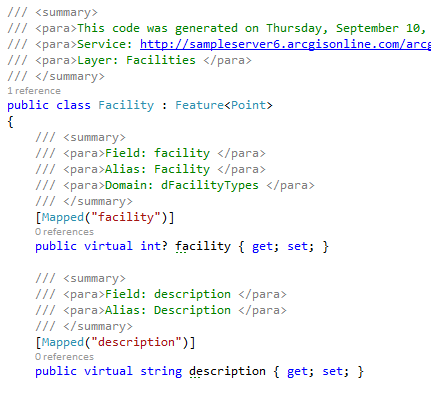 /// <summary>
/// <para>This code was generated on Thursday, September 10,
/// <para>Service: http://sampleserver6.arcgisonline.com/arcg
/// <para>Layer: Facilities </para>
/// </summary>
1 reference
public class Facility : Feature<Point>
{
/// <summary>
/// <para>Field: facility </para>
/// <para>Alias: Facility </para>
/// <para>Domain: dFacilityTypes </para>
/// </summary>
[Mapped("facility")]
0 references
public virtual int? facility { get; set; }
/// <summary>
/// <para>Field: description </para>
/// <para>Alias: Description </para>
/// </summary>
[Mapped("description")]
0 references
public virtual string description { get; set; }